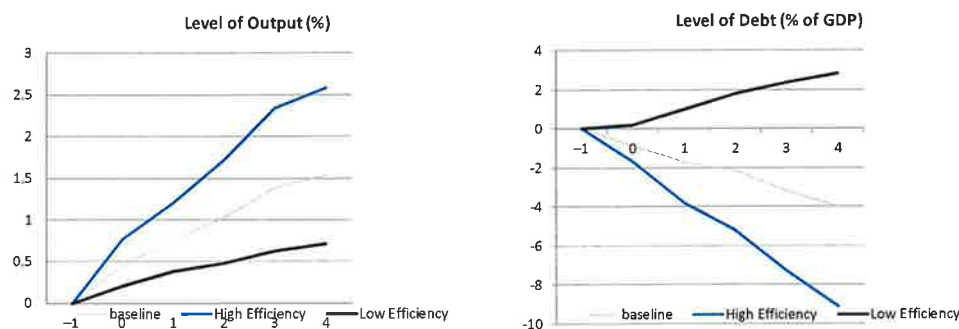 Level of Output (%)
3
2.5
2
1.5
1
0.5
0
–1 0 1 2 3 4
baseline High Efficiency Low Efficiency
Level of Debt (% of GDP)
4
2
0
–1 0 1 2 3 4
-2
-4
-6
-8
-10
baseline High Efficiency Low Efficiency